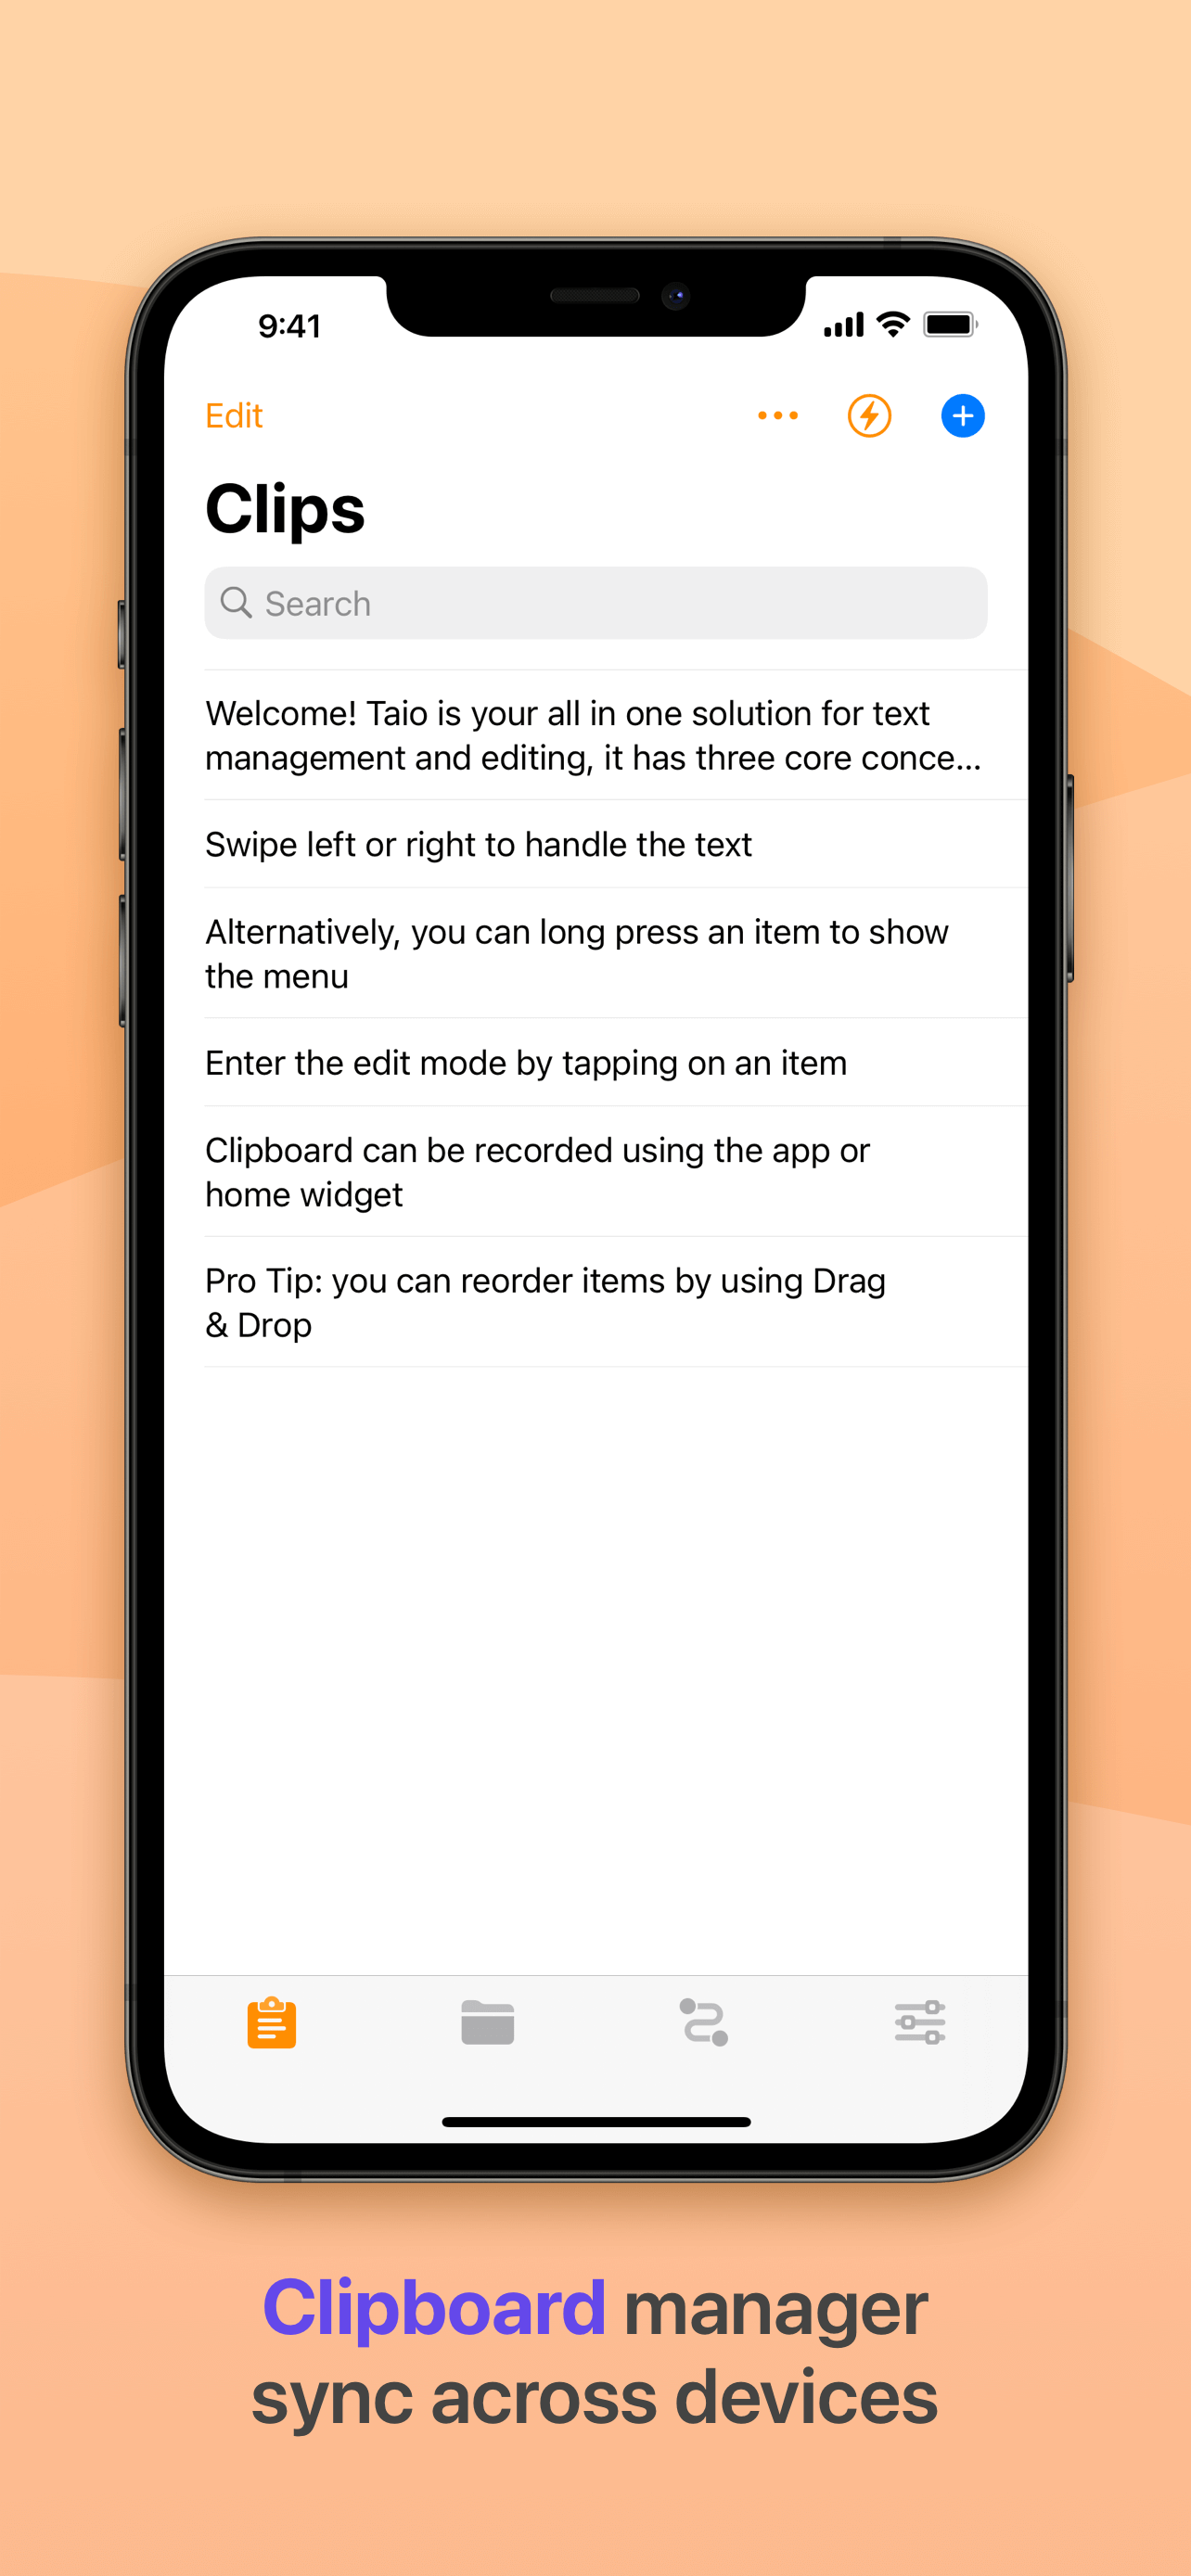 9:41
Edit
Clips
Search
Welcome! Taio is your all in one solution for text
management and editing, it has three core conce...
Swipe left or right to handle the text
Alternatively, you can long press an item to show
the menu
Enter the edit mode by tapping on an item
Clipboard can be recorded using the app or
home widget
Pro Tip: you can reorder items by using Drag
& Drop
Clipboard manager
sync across devices